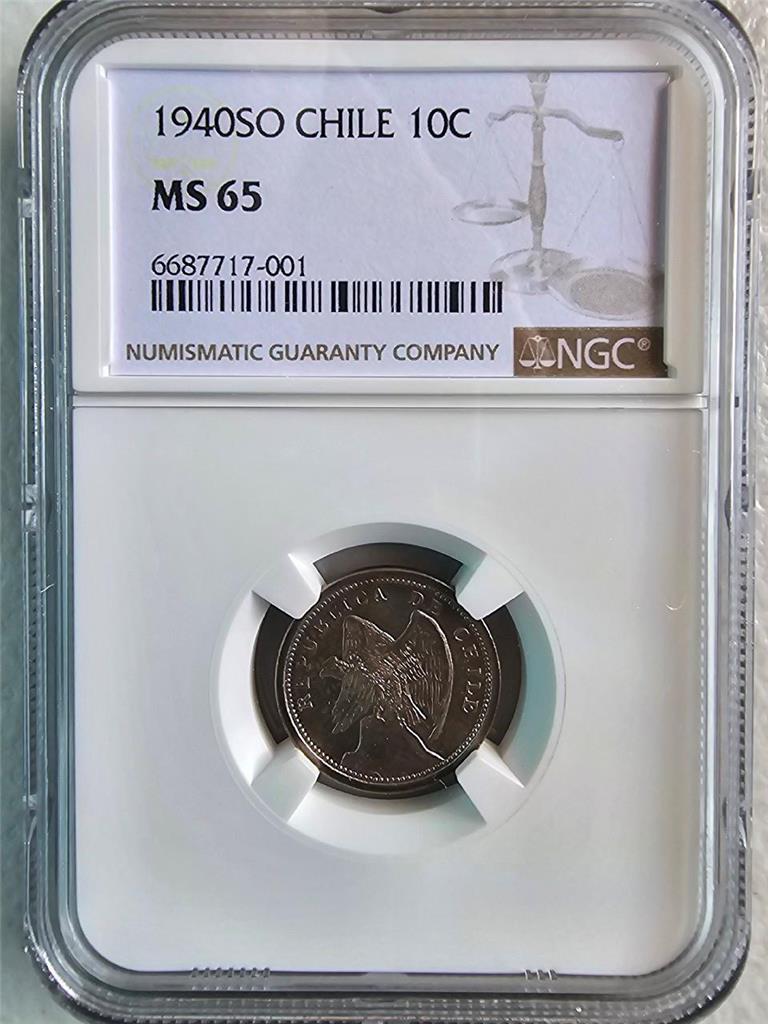 1940SO CHILE 10C
MS 65
6687717-001
NUMISMATIC GUARANTY COMPANY NGC®
REPUBLICA DE CHILE